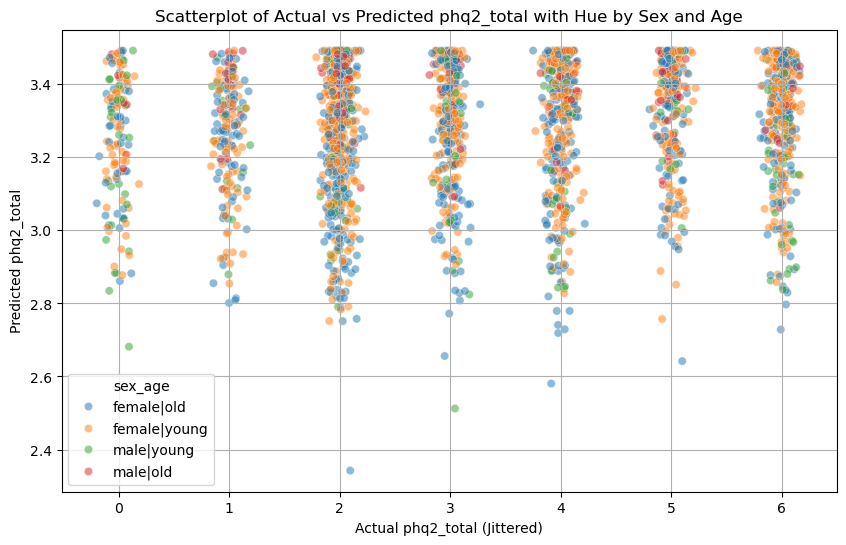 Scatterplot of Actual vs Predicted phq2_total with Hue by Sex and Age
Predicted phq2_total
3.4
3.2
3.0
2.8
2.6
2.4
sex_age
female|old
female|young
male|young
male|old
0 1 2 3 4 5 6
Actual phq2_total (Jittered)